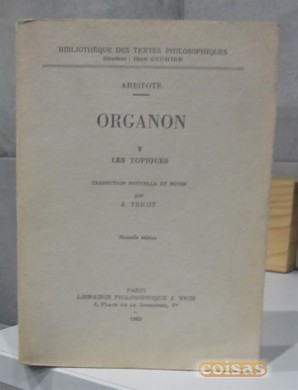 BIBLIOTHÈQUE DES TEXTES PHILOSOPHIQUES
Directeur : Henri GOUHIER
ARISTOTE
ORGANON
V
LES TOPIQUES
TRADUCTION NOUVELLE ET NOTES
par
J. TRICOT
Nouvelle édition
PARIS
LIBRAIRIE PHILOSOPHIQUE J. VRIN
6, PLACE DE LA SORBONNE, Vᵉ
coisas